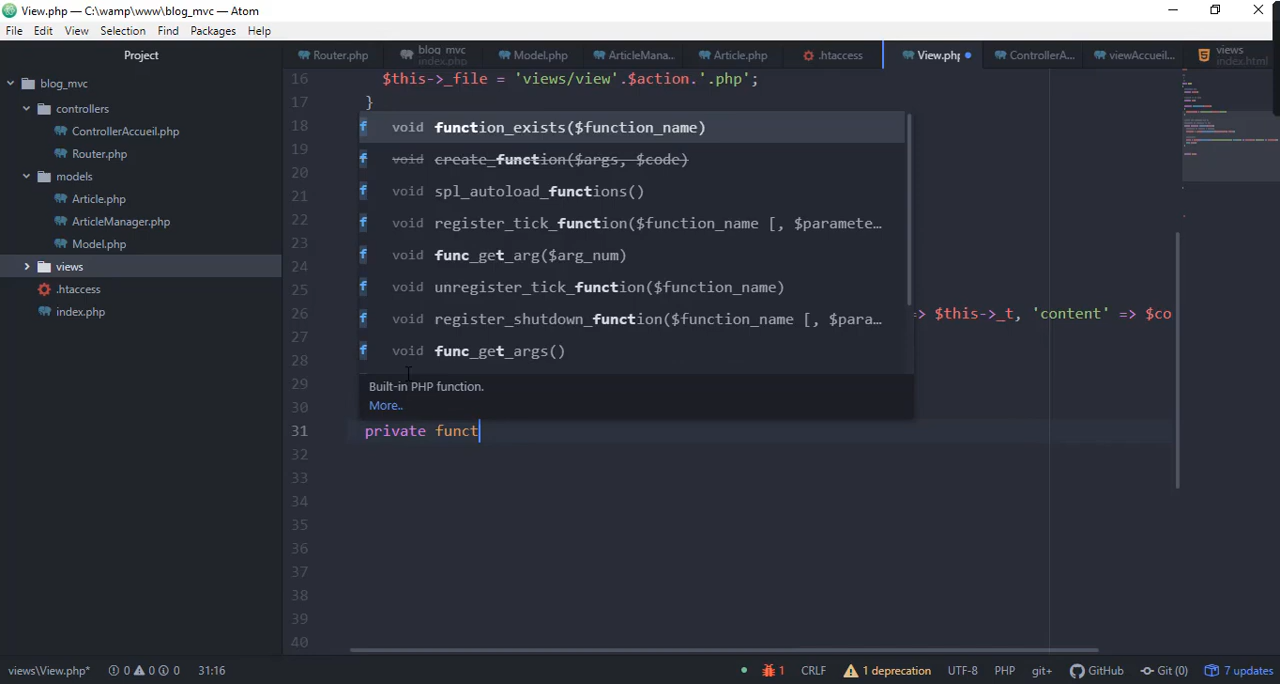 View.php — C:\wamp\www\blog_mvc — Atom
File Edit View Selection Find Packages Help
Project
Router.php
blog_mvc
index.php
Model.php
ArticleMana...
Article.php
.htaccess
View.php
ControllerA...
viewAccueil...
views
index.html
blog_mvc
controllers
ControllerAccueil.php
Router.php
models
Article.php
ArticleManager.php
Model.php
views
.htaccess
index.php
16 $this->_file = 'views/view'.$action.'.php';
17 }
18
19
20
21
22
23
24
25
26 => $this->_t, 'content' => $co
27
28
29
30
31 private funct
32
33
34
35
36
37
38
39
40
f void function_exists($function_name)
f void create_function($args, $code)
f void spl_autoload_functions()
f void register_tick_function($function_name [, $paramete…
f void func_get_arg($arg_num)
f void unregister_tick_function($function_name)
f void register_shutdown_function($function_name [, $para…
f void func_get_args()
Built-in PHP function.
More..
views\View.php* 0 0 0 31:16 1 CRLF 1 deprecation UTF-8 PHP git+ GitHub Git (0) 7 updates